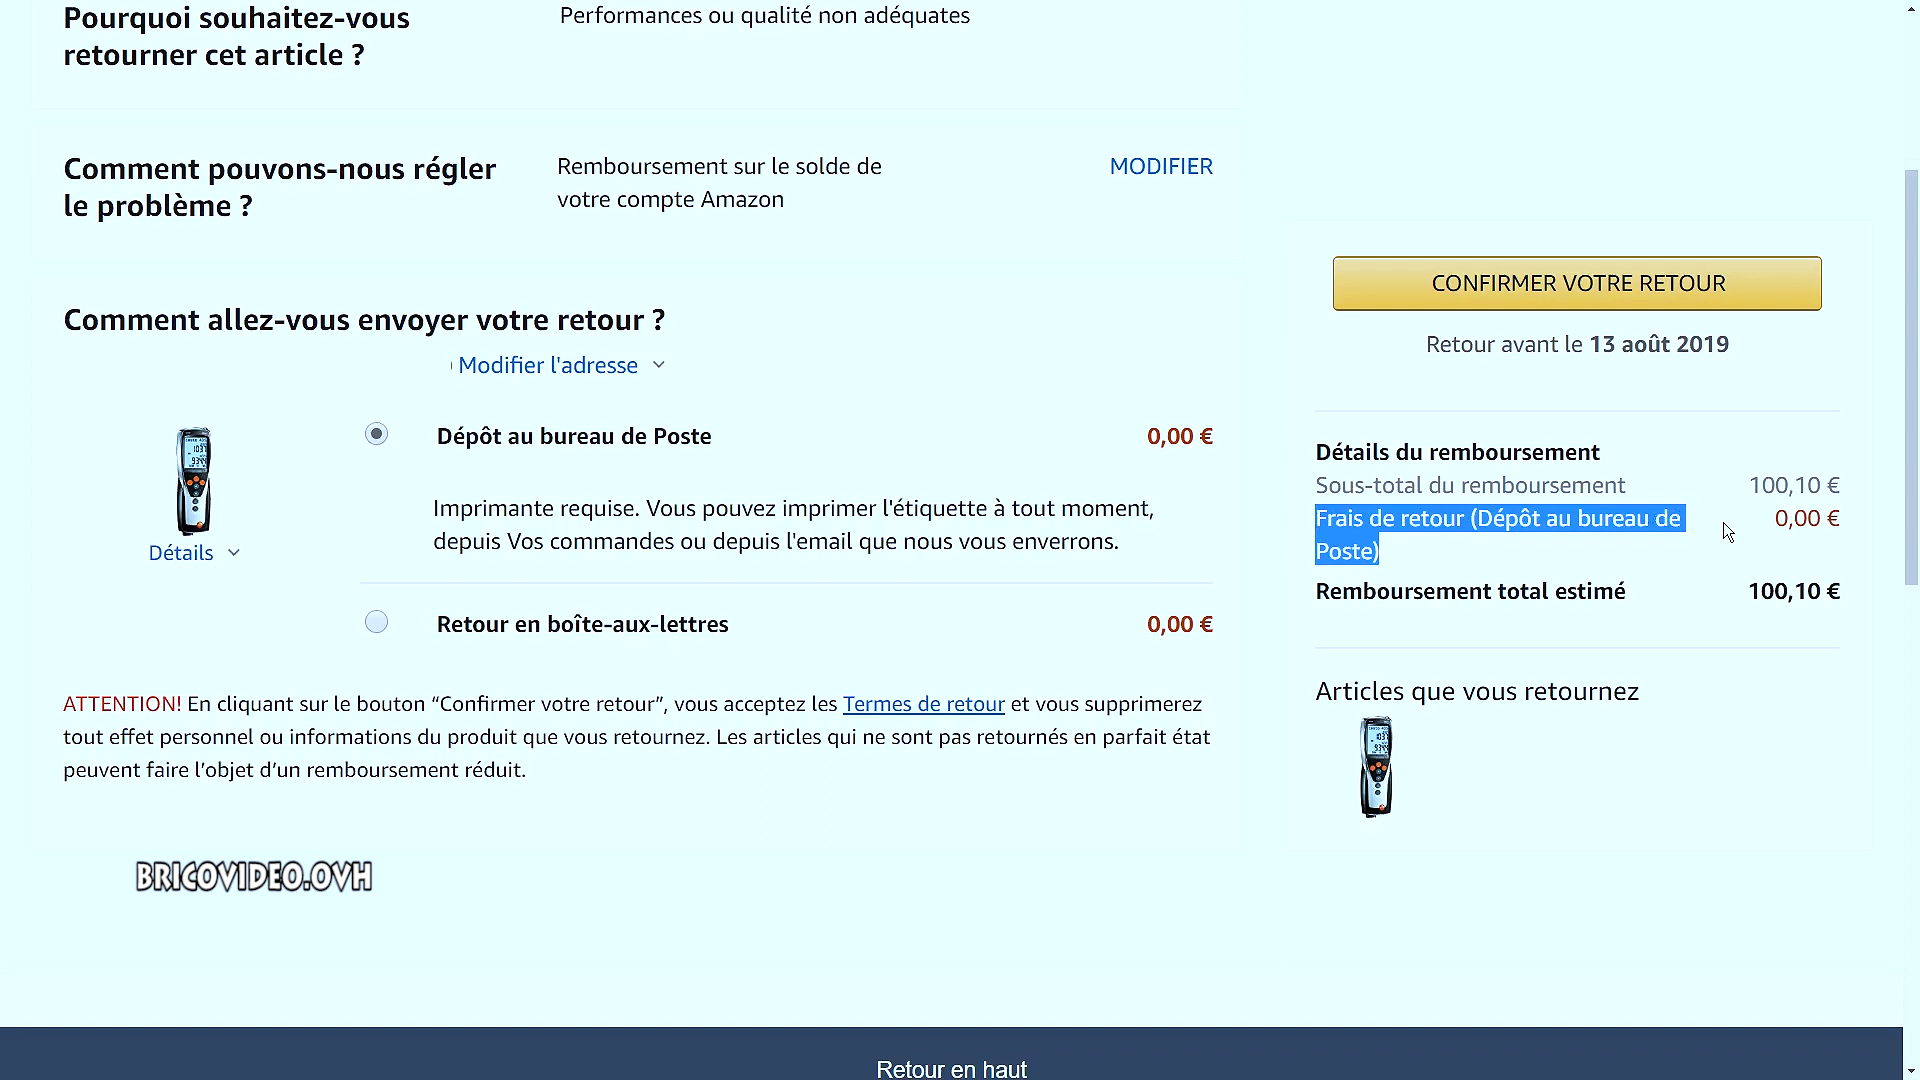 Pourquoi souhaitez-vous
retourner cet article ?
Performances ou qualité non adéquates
Comment pouvons-nous régler
le problème ?
Remboursement sur le solde de
votre compte Amazon
MODIFIER
Comment allez-vous envoyer votre retour ?
Modifier l'adresse
Dépôt au bureau de Poste
0,00 €
Imprimante requise. Vous pouvez imprimer l'étiquette à tout moment,
depuis Vos commandes ou depuis l'email que nous vous enverrons.
Détails
Retour en boîte-aux-lettres
0,00 €
ATTENTION! En cliquant sur le bouton “Confirmer votre retour”, vous acceptez les Termes de retour et vous supprimerez
tout effet personnel ou informations du produit que vous retournez. Les articles qui ne sont pas retournés en parfait état
peuvent faire l’objet d’un remboursement réduit.
CONFIRMER VOTRE RETOUR
Retour avant le 13 août 2019
Détails du remboursement
Sous-total du remboursement 100,10 €
Frais de retour (Dépôt au bureau de 0,00 €
Poste)
Remboursement total estimé 100,10 €
Articles que vous retournez
BRICOVIDEO.OVH
Retour en haut